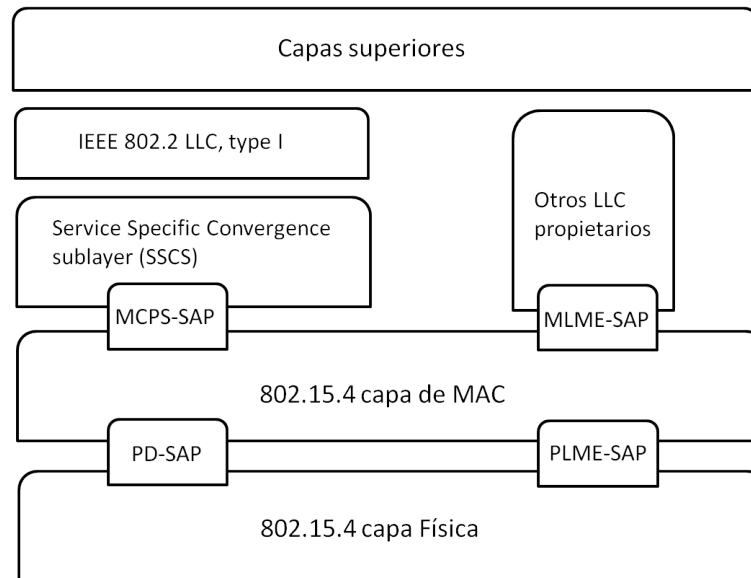 Capas superiores
IEEE 802.2 LLC, type I
Otros LLC
propietarios
Service Specific Convergence
sublayer (SSCS)
MCPS-SAP
MLME-SAP
802.15.4 capa de MAC
PD-SAP
PLME-SAP
802.15.4 capa Física